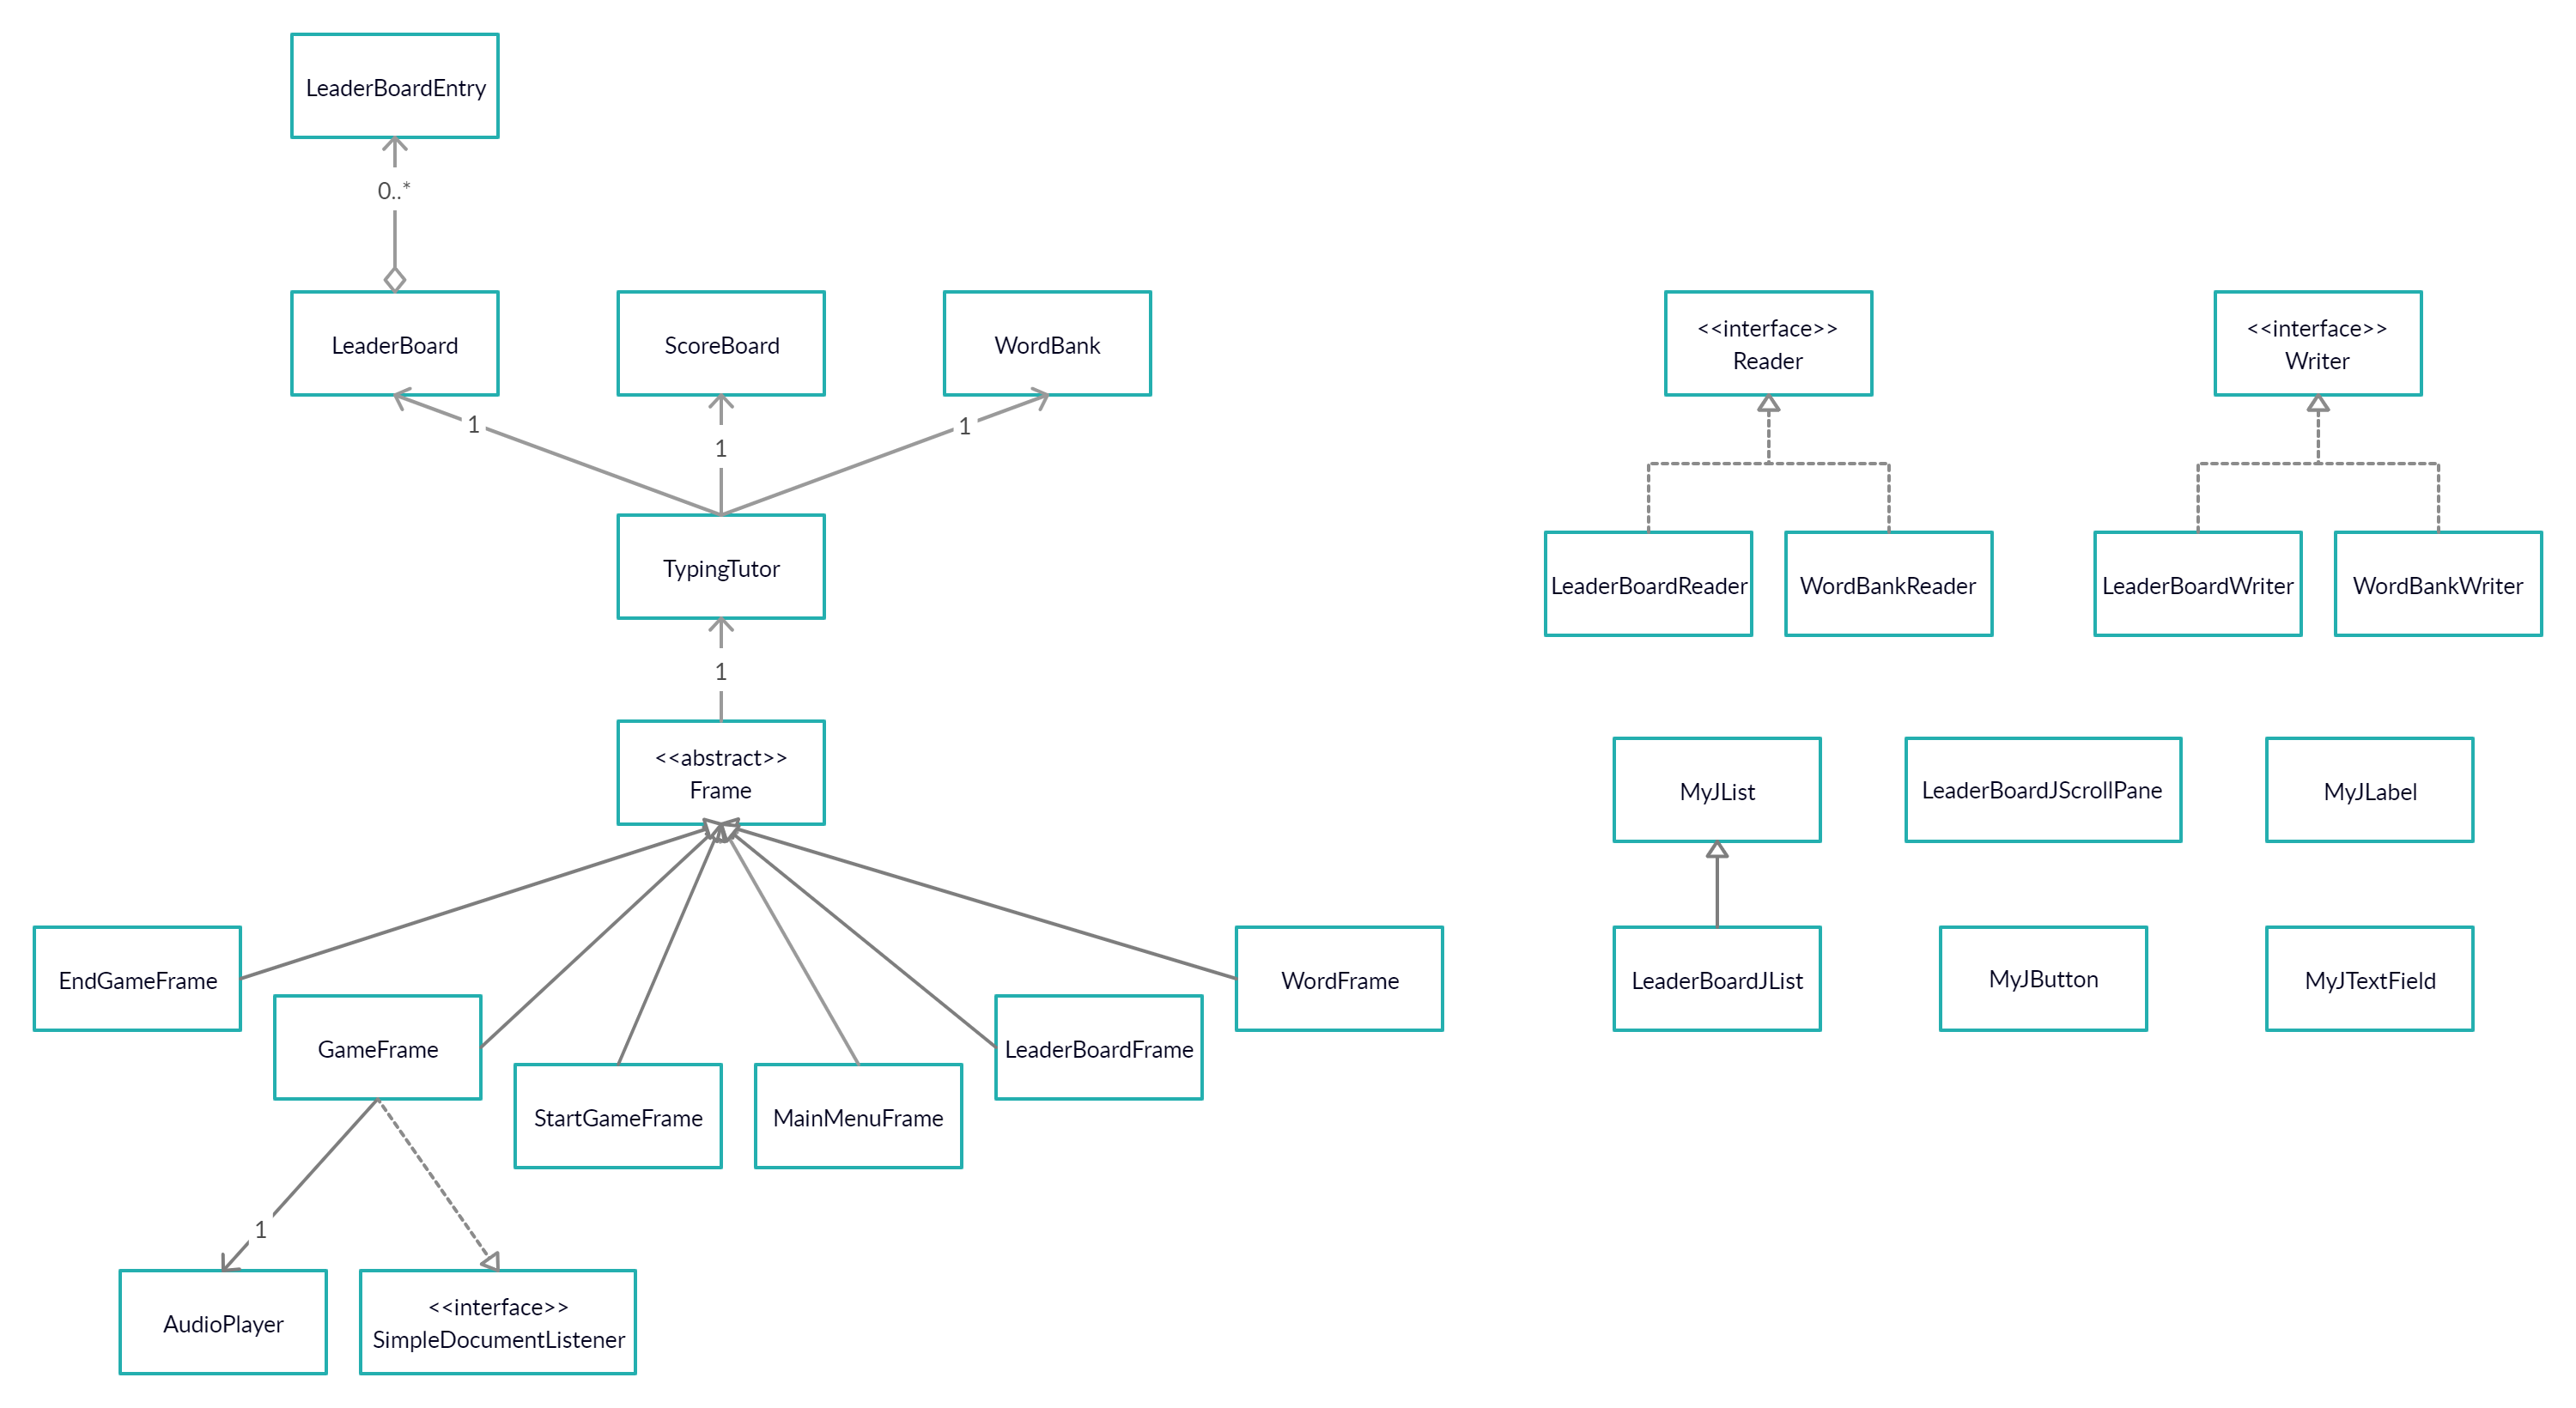 LeaderBoardEntry
0..*
LeaderBoard
ScoreBoard
WordBank
<<interface>>
Reader
<<interface>>
Writer
1
1
1
TypingTutor
LeaderBoardReader
WordBankReader
LeaderBoardWriter
WordBankWriter
1
<<abstract>>
Frame
MyJList
LeaderBoardJScrollPane
MyJLabel
EndGameFrame
WordFrame
LeaderBoardJList
MyJButton
MyJTextField
GameFrame
LeaderBoardFrame
StartGameFrame
MainMenuFrame
1
AudioPlayer
<<interface>>
SimpleDocumentListener